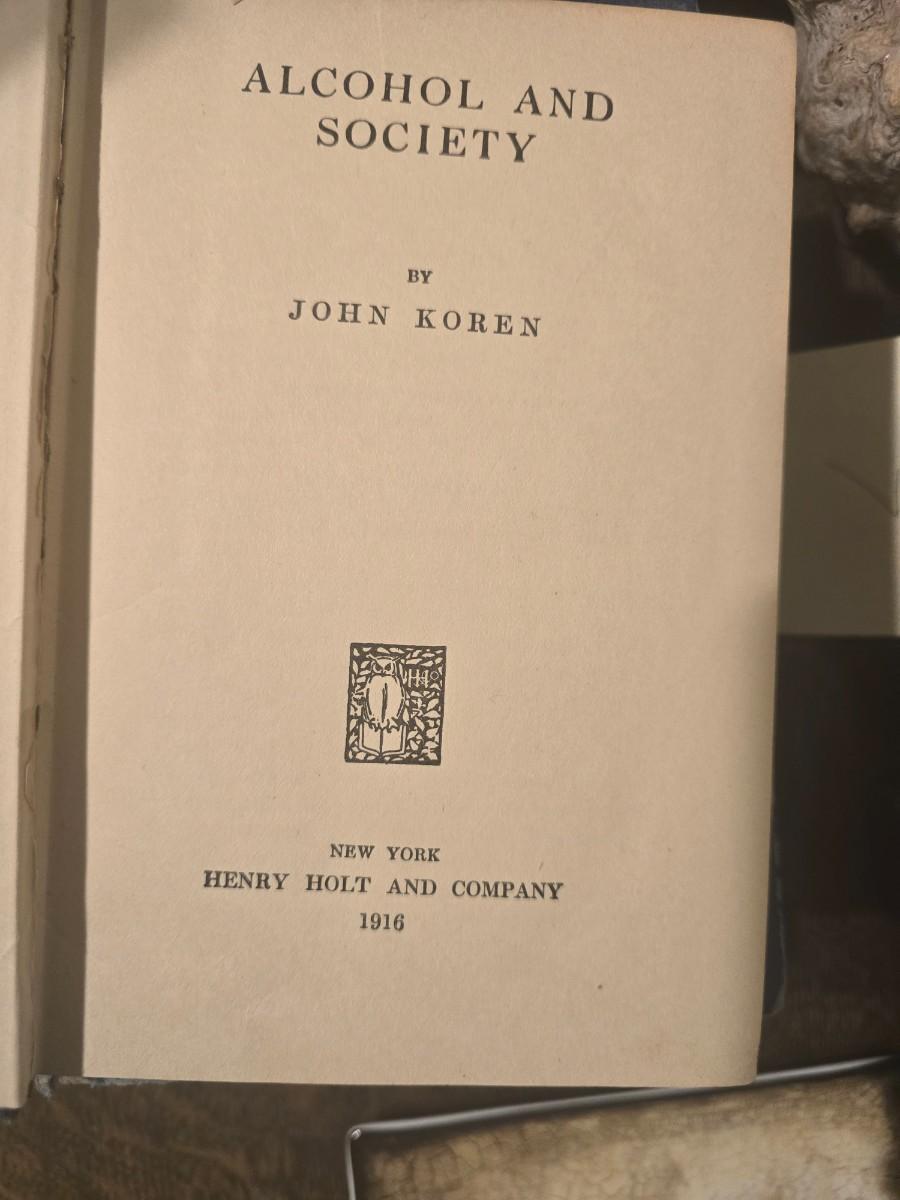 ALCOHOL AND
SOCIETY
BY
JOHN KOREN
NEW YORK
HENRY HOLT AND COMPANY
1916